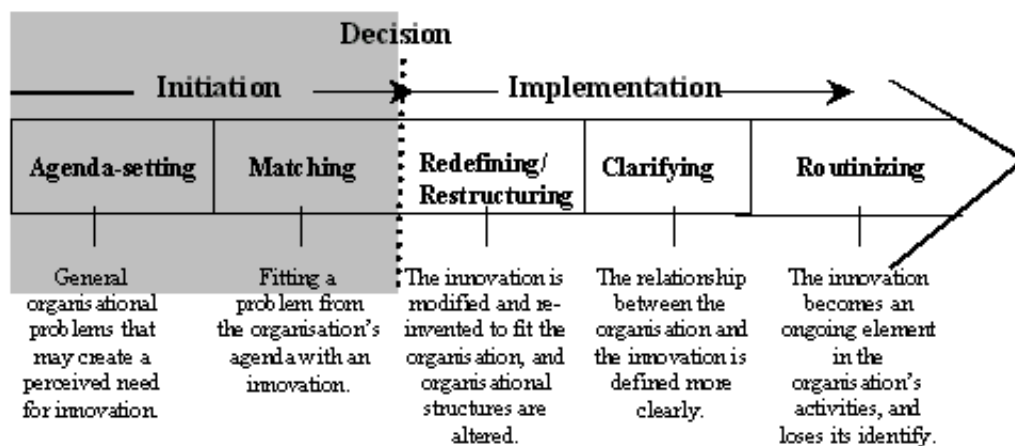 Decision
Initiation
Implementation
Agenda-setting
Matching
Redefining/
Restructuring
Clarifying
Routinizing
General
organisational
problems that
may create a
perceived need
for innovation.
Fitting a
problem from
the organisation's
agenda with an
innovation.
The innovation is
modified and re-
invented to fit the
organisation, and
organisational
structures are
altered.
The relationship
between the
organisation and
the innovation is
defined more
clearly.
The innovation
becomes an
ongoing element
in the
organisation's
activities, and
loses its identify.